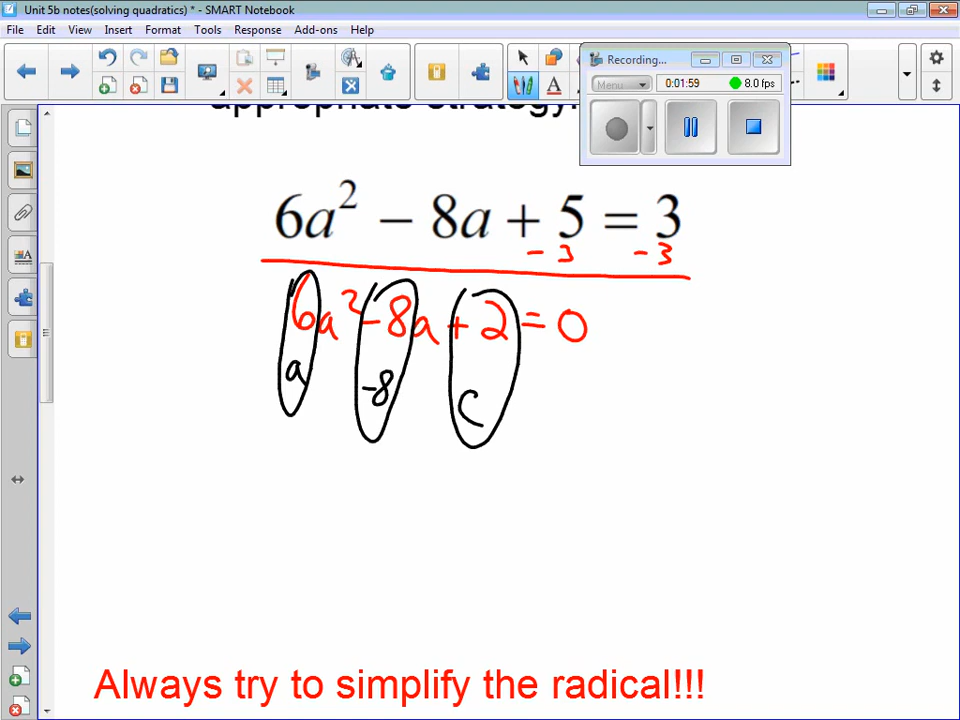 Unit 5b notes(solving quadratics) * - SMART Notebook
File Edit View Insert Format Tools Response Add-ons Help
Recording...
Menu 0:01:59 8.0 fps
appropriate strategy.
6a² − 8a + 5 = 3
- 3 - 3
6a² - 8a + 2 = 0
a -8 c
Always try to simplify the radical!!!